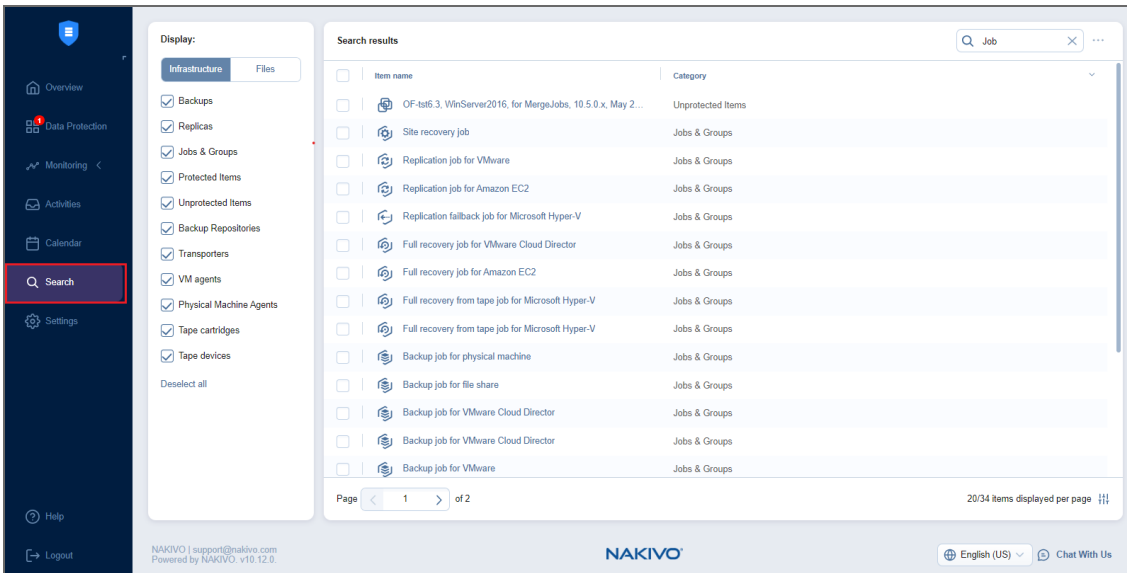 Overview
1
Data Protection
Monitoring
Activities
Calendar
Search
Settings
Help
Logout
Display:
Infrastructure Files
Backups
Replicas
Jobs & Groups
Protected Items
Unprotected Items
Backup Repositories
Transporters
VM agents
Physical Machine Agents
Tape cartridges
Tape devices
Deselect all
Search results
Job
Item name Category
OF-tst6.3, WinServer2016, for MergeJobs, 10.5.0.x, May 2... Unprotected Items
Site recovery job Jobs & Groups
Replication job for VMware Jobs & Groups
Replication job for Amazon EC2 Jobs & Groups
Replication failback job for Microsoft Hyper-V Jobs & Groups
Full recovery job for VMware Cloud Director Jobs & Groups
Full recovery job for Amazon EC2 Jobs & Groups
Full recovery from tape job for Microsoft Hyper-V Jobs & Groups
Full recovery from tape job for Microsoft Hyper-V Jobs & Groups
Backup job for physical machine Jobs & Groups
Backup job for file share Jobs & Groups
Backup job for VMware Cloud Director Jobs & Groups
Backup job for VMware Cloud Director Jobs & Groups
Backup job for VMware Jobs & Groups
Page 1 of 2 20/34 items displayed per page
NAKIVO | support@nakivo.com
Powered by NAKIVO. v10.12.0.
NAKIVO®
English (US) Chat With Us